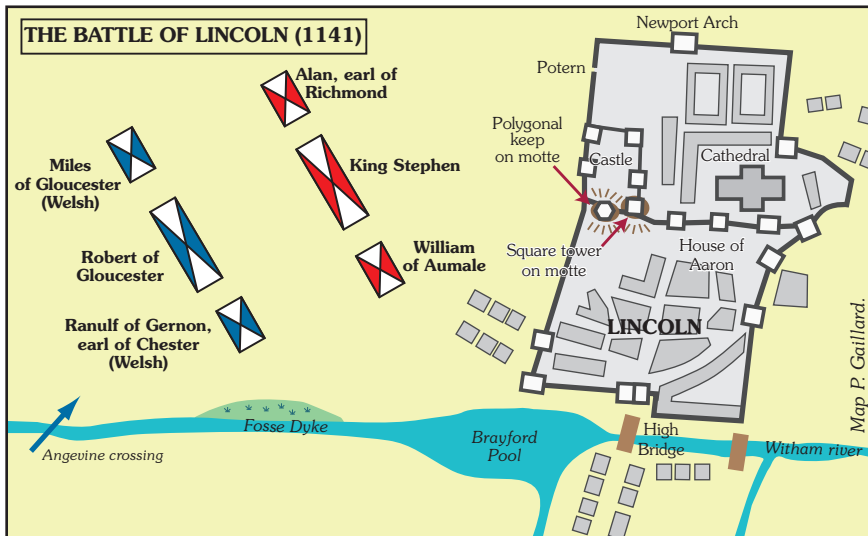 THE BATTLE OF LINCOLN (1141)
Newport Arch
Potern
Alan, earl of
Richmond
Polygonal
keep
on motte
Castle
Cathedral
Miles
of Gloucester
(Welsh)
King Stephen
Robert of
Gloucester
William
of Aumale
Square tower
on motte
House of
Aaron
Ranulf of Gernon,
earl of Chester
(Welsh)
LINCOLN
Map P. Gaillard.
Angevine crossing
Fosse Dyke
Brayford
Pool
High
Bridge
Witham river